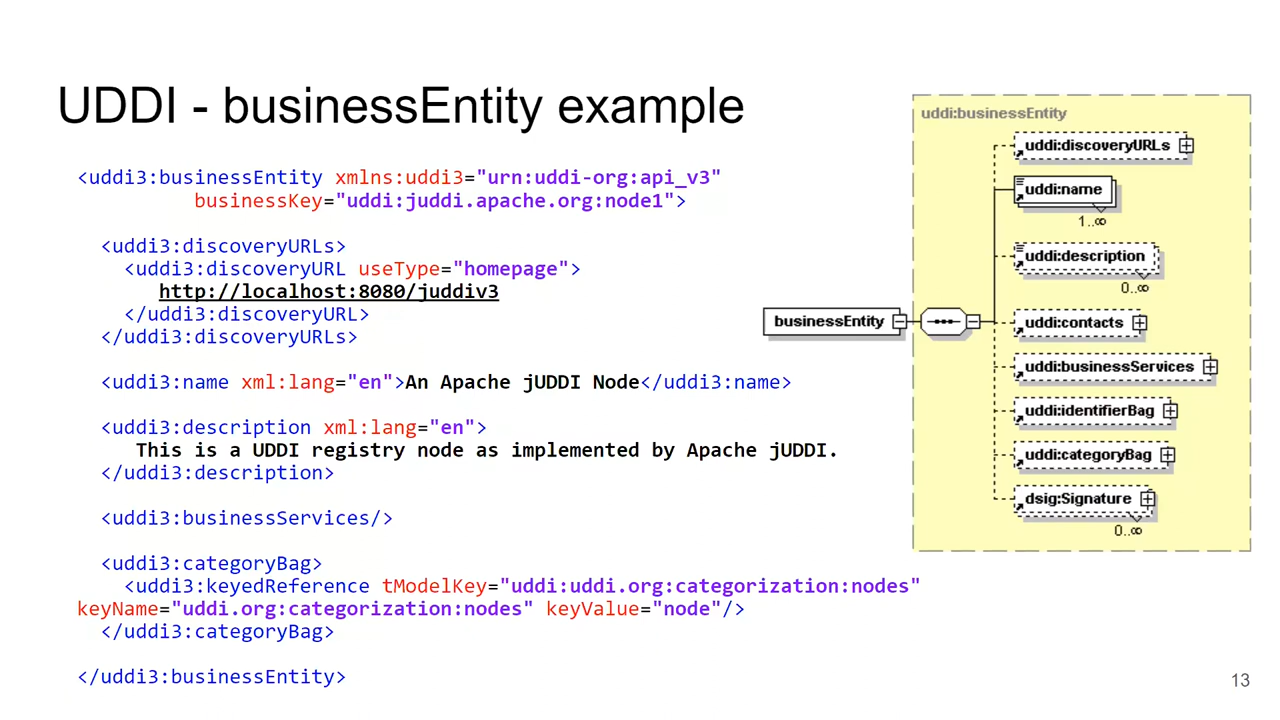 UDDI - businessEntity example
<uddi3:businessEntity xmlns:uddi3="urn:uddi-org:api_v3"
businessKey="uddi:juddi.apache.org:node1">
<uddi3:discoveryURLs>
<uddi3:discoveryURL useType="homepage">
http://localhost:8080/juddiv3
</uddi3:discoveryURL>
</uddi3:discoveryURLs>
<uddi3:name xml:lang="en">An Apache jUDDI Node</uddi3:name>
<uddi3:description xml:lang="en">
This is a UDDI registry node as implemented by Apache jUDDI.
</uddi3:description>
<uddi3:businessServices/>
<uddi3:categoryBag>
<uddi3:keyedReference tModelKey="uddi:uddi.org:categorization:nodes"
keyName="uddi.org:categorization:nodes" keyValue="node"/>
</uddi3:categoryBag>
</uddi3:businessEntity>
businessEntity
uddi:businessEntity
uddi:discoveryURLs
uddi:name
1..∞
uddi:description
0..∞
uddi:contacts
uddi:businessServices
uddi:identifierBag
uddi:categoryBag
dsig:Signature
0..∞
13